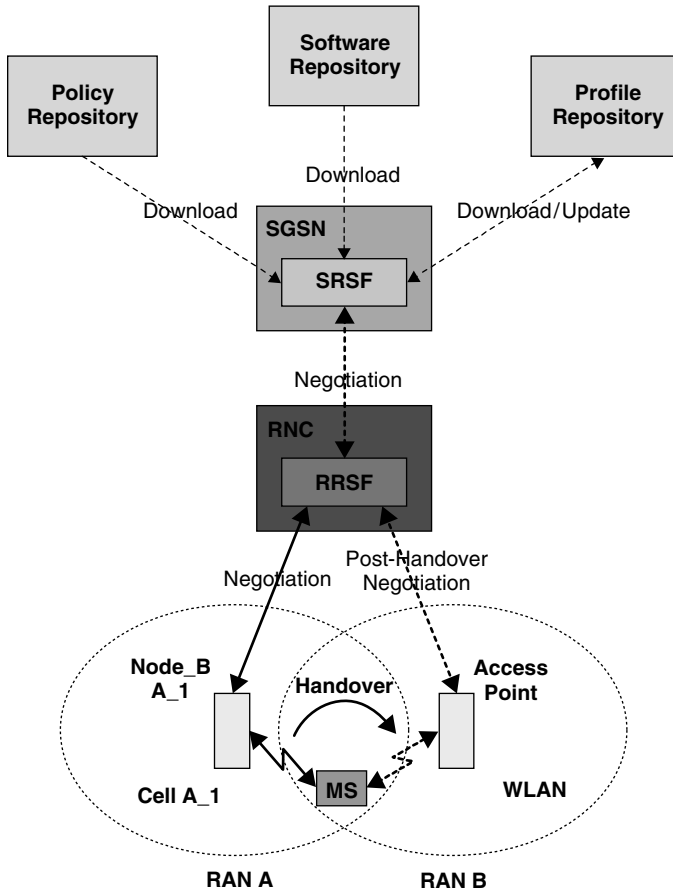 Software
Repository
Policy
Repository
Profile
Repository
Download
Download
Download/Update
SGSN
SRSF
Negotiation
RNC
RRSF
Negotiation
Post-Handover
Negotiation
Node_B
A_1
Handover
Access
Point
Cell A_1
MS
WLAN
RAN A
RAN B